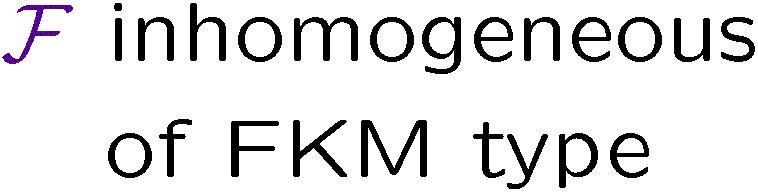 ℱ inhomogeneous
of FKM type